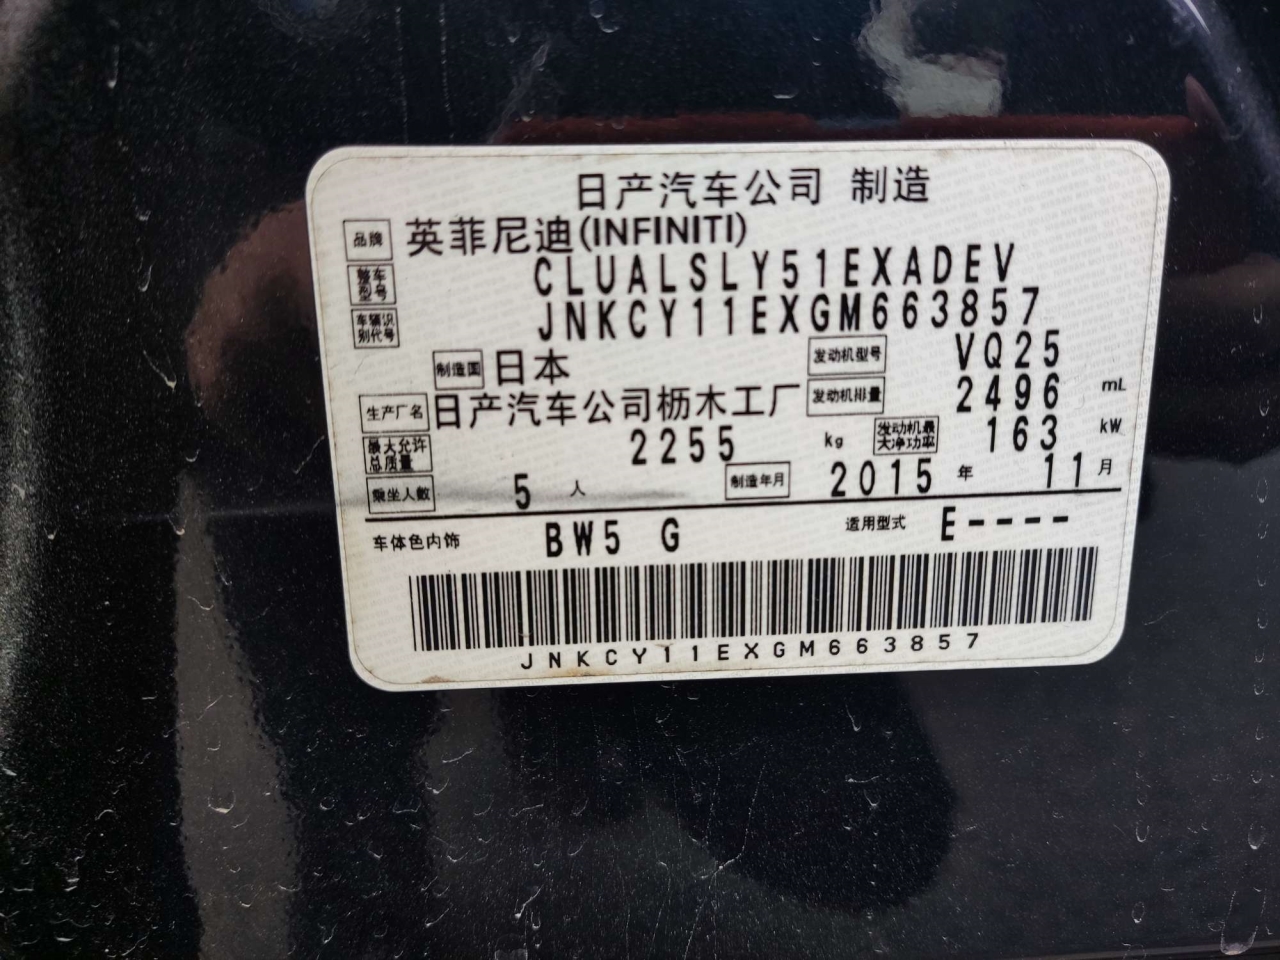 日产汽车公司 制造
品牌 英菲尼迪(INFINITI)
整车型号 CLUALSLY51EXADEV
车辆识别代号 JNKCY11EXGM663857
制造国 日本 发动机型号 VQ25
生产厂名 日产汽车公司枥木工厂 发动机排量 2496 mL
最大允许总质量 2255 kg 发动机最大净功率 163 kW
乘坐人数 5 人 制造年月 2015 年 11 月
车体色内饰 BW5 G 适用型式 E----
JNKCY11EXGM663857